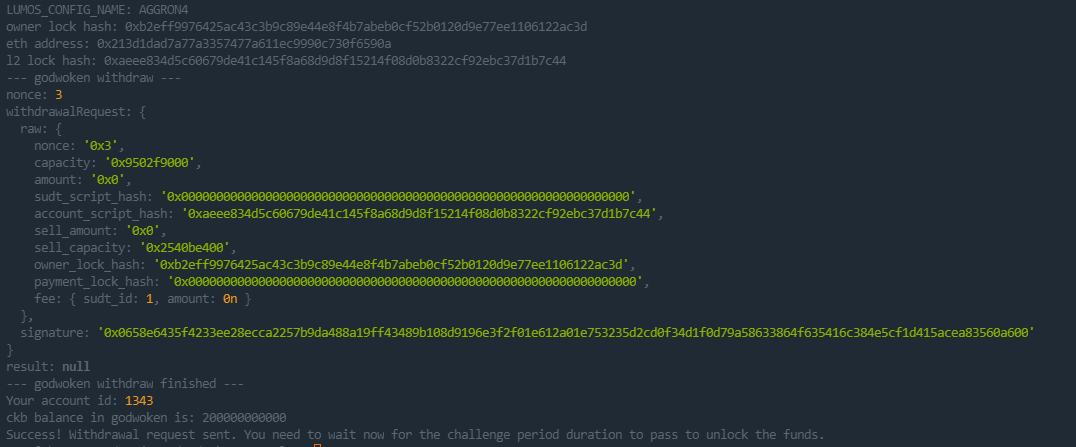 LUMOS_CONFIG_NAME: AGGRON4
owner lock hash: 0xb2eff9976425ac43c3b9c89e44e8f4b7abeb0cf52b0120d9e77ee1106122ac3d
eth address: 0x213d1dad7a77a3357477a611ec9990c730f6590a
l2 lock hash: 0xaeee834d5c60679de41c145f8a68d9d8f15214f08d0b8322cf92ebc37d1b7c44
--- godwoken withdraw ---
nonce: 3
withdrawalRequest: {
  raw: {
    nonce: '0x3',
    capacity: '0x9502f9000',
    amount: '0x0',
    sudt_script_hash: '0x0000000000000000000000000000000000000000000000000000000000000000',
    account_script_hash: '0xaeee834d5c60679de41c145f8a68d9d8f15214f08d0b8322cf92ebc37d1b7c44',
    sell_amount: '0x0',
    sell_capacity: '0x2540be400',
    owner_lock_hash: '0xb2eff9976425ac43c3b9c89e44e8f4b7abeb0cf52b0120d9e77ee1106122ac3d',
    payment_lock_hash: '0x0000000000000000000000000000000000000000000000000000000000000000',
    fee: { sudt_id: 1, amount: 0n }
  },
  signature: '0x0658e6435f4233ee28ecca2257b9da488a19ff43489b108d9196e3f2f01e612a01e753235d2cd0f34d1f0d79a58633864f635416c384e5cf1d415acea83560a600'
}
result: null
--- godwoken withdraw finished ---
Your account id: 1343
ckb balance in godwoken is: 200000000000
Success! Withdrawal request sent. You need to wait now for the challenge period duration to pass to unlock the funds.